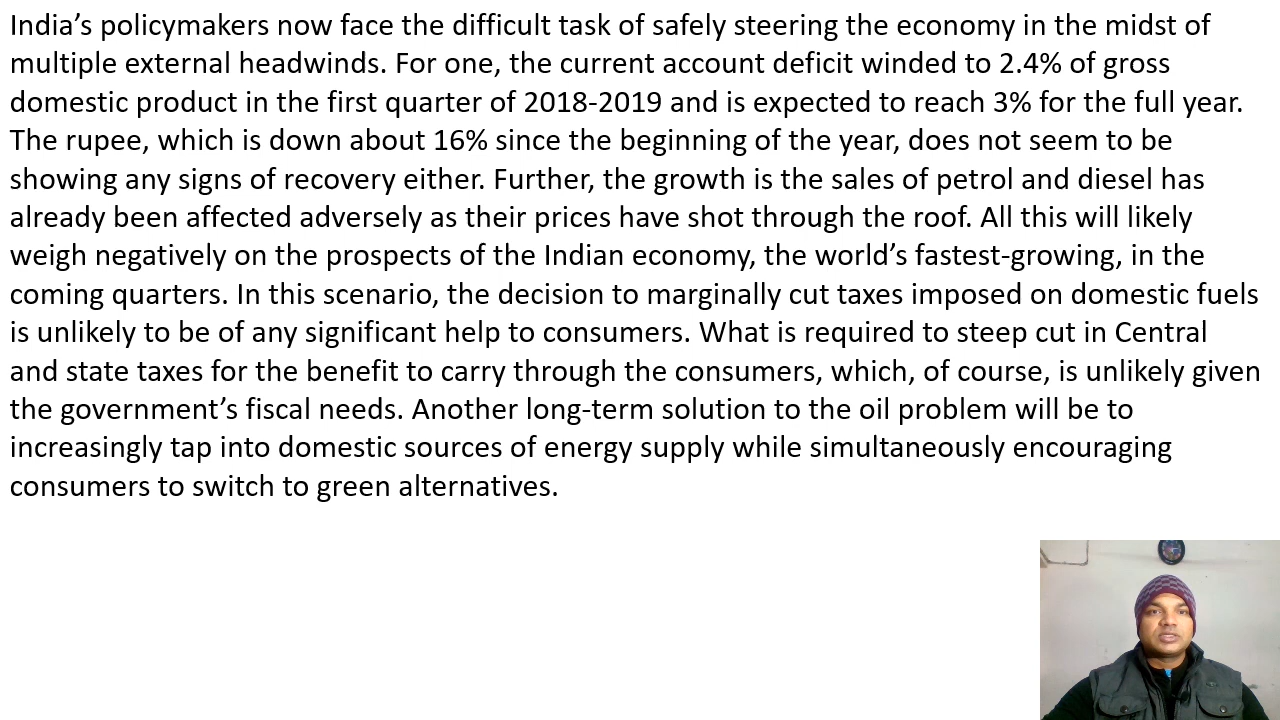 India’s policymakers now face the difficult task of safely steering the economy in the midst of
multiple external headwinds. For one, the current account deficit winded to 2.4% of gross
domestic product in the first quarter of 2018-2019 and is expected to reach 3% for the full year.
The rupee, which is down about 16% since the beginning of the year, does not seem to be
showing any signs of recovery either. Further, the growth is the sales of petrol and diesel has
already been affected adversely as their prices have shot through the roof. All this will likely
weigh negatively on the prospects of the Indian economy, the world’s fastest-growing, in the
coming quarters. In this scenario, the decision to marginally cut taxes imposed on domestic fuels
is unlikely to be of any significant help to consumers. What is required to steep cut in Central
and state taxes for the benefit to carry through the consumers, which, of course, is unlikely given
the government’s fiscal needs. Another long-term solution to the oil problem will be to
increasingly tap into domestic sources of energy supply while simultaneously encouraging
consumers to switch to green alternatives.